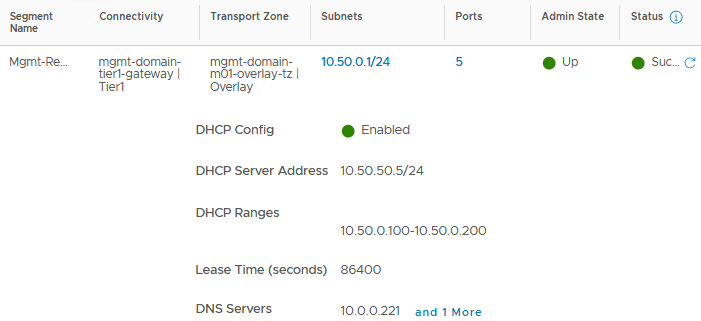 Segment Name Connectivity Transport Zone Subnets Ports Admin State Status
Mgmt-Re... mgmt-domain-tier1-gateway | Tier1 mgmt-domain-m01-overlay-tz | Overlay 10.50.0.1/24 5 Up Suc...
DHCP Config Enabled
DHCP Server Address 10.50.50.5/24
DHCP Ranges
10.50.0.100-10.50.0.200
Lease Time (seconds) 86400
DNS Servers 10.0.0.221 and 1 More